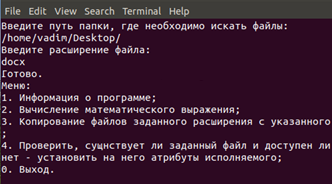 File Edit View Search Terminal Help
Введите путь папки, где необходимо искать файлы:
/home/vadim/Desktop/
Введите расширение файла:
docx
Готово.
Меню:
1. Информация о программе;
2. Вычисление математического выражения;
3. Копирование файлов заданного расширения с указанного
;
4. Проверить, сущнствует ли заданный файл и доступен ли
нет - установить на него атрибуты исполняемого;
0. Выход.